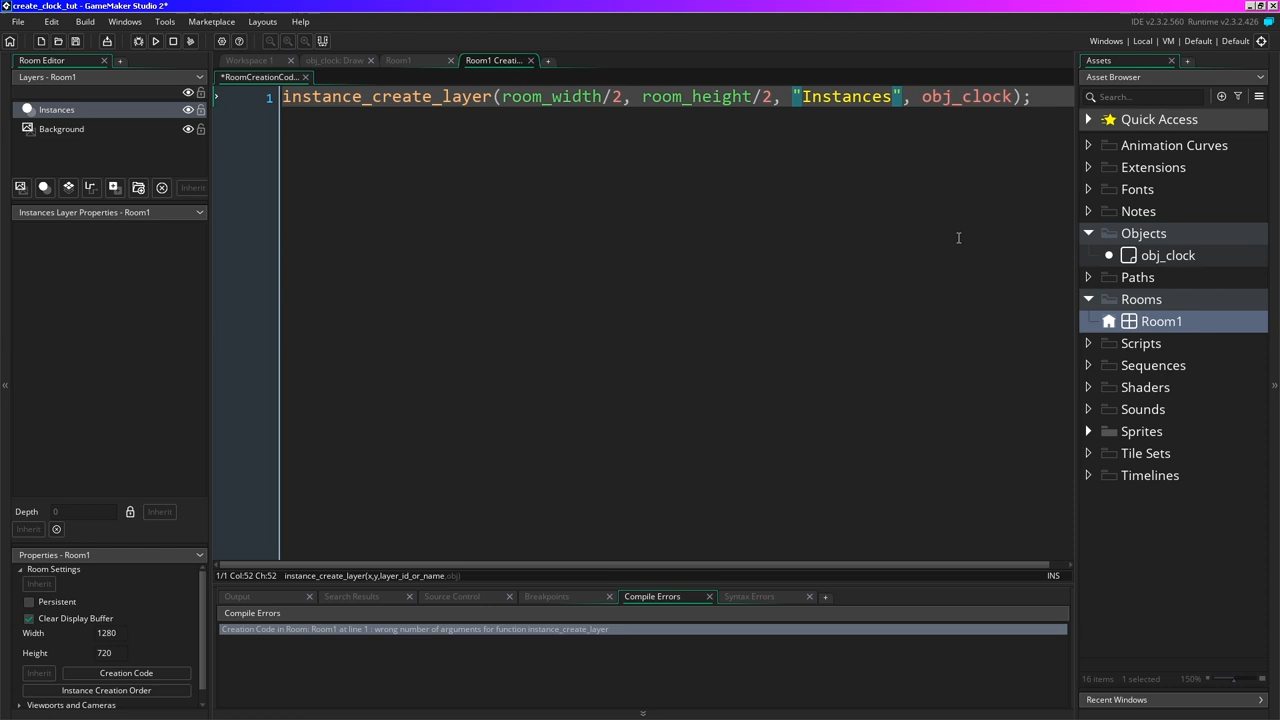 create_clock_tut - GameMaker Studio 2*
File Edit Build Windows Tools Marketplace Layouts Help
IDE v2.3.2.560 Runtime v2.3.2.426
Windows | Local | VM | Default | Default
Room Editor
Workspace 1
obj_clock: Draw
Room1
Room1 Creati...
Assets
Layers - Room1
*RoomCreationCod...
Asset Browser
1 instance_create_layer(room_width/2, room_height/2, "Instances", obj_clock);
Search...
Instances
Background
Inherit
Instances Layer Properties - Room1
Quick Access
Animation Curves
Extensions
Fonts
Notes
Objects
obj_clock
Paths
Rooms
Room1
Scripts
Sequences
Shaders
Sounds
Sprites
Tile Sets
Timelines
Depth 0 Inherit
Inherit
Properties - Room1
Room Settings
Inherit
Persistent
Clear Display Buffer
Width 1280
Height 720
Inherit Creation Code
Instance Creation Order
Viewports and Cameras
1/1 Col:52 Ch:52 instance_create_layer(x,y,layer_id_or_name,obj) INS
Output Search Results Source Control Breakpoints Compile Errors Syntax Errors
Compile Errors
Creation Code in Room: Room1 at line 1 : wrong number of arguments for function instance_create_layer
16 items 1 selected 150%
Recent Windows